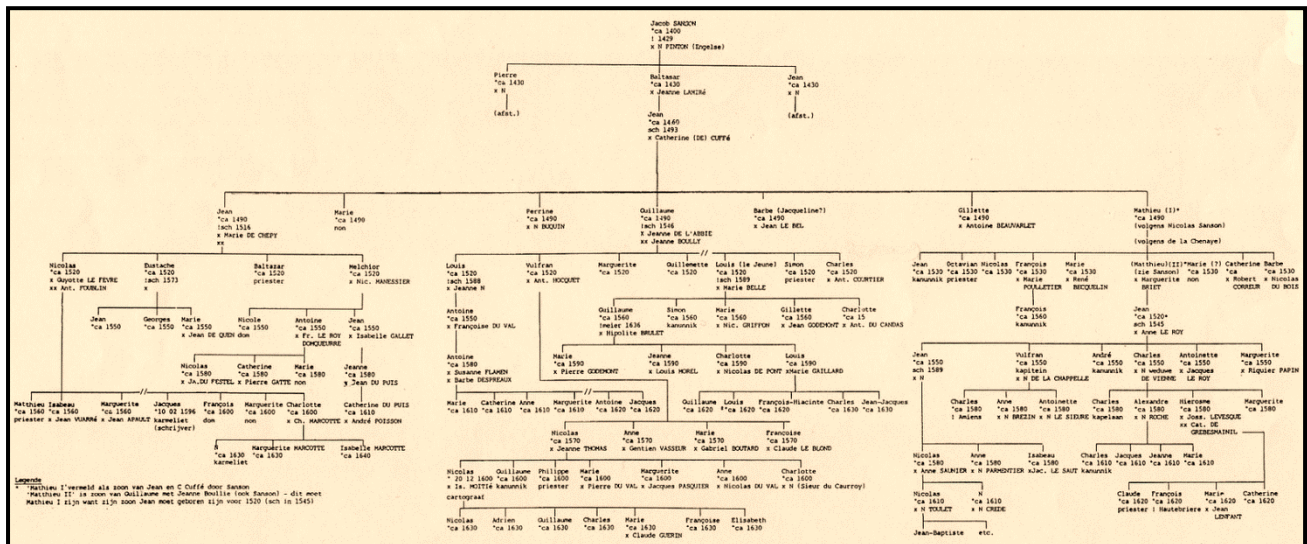 Jacob SANSON
°ca 1400
! 1429
x N PINTON (Engelse)
Pierre
°ca 1430
x N
(afst.)
Baltasar
°ca 1430
x Jeanne LAMIRé
Jean
°ca 1430
x N
(afst.)
Jean
°ca 1460
sch 1493
x Catherine (DE) CUFFé
Jean
°ca 1490
!sch 1516
x Marie DE CHEPY
xx
Marie
°ca 1490
non
Perrine
°ca 1490
x N BUQUIN
Guillaume
°ca 1490
!sch 1546
x Jeanne DE L'ABBIE
xx Jeanne BOULLY
Barbe (Jacqueline?)
°ca 1490
x Jean LE BEL
Gillette
°ca 1490
x Antoine BEAUVARLET
Mathieu (I)*
°ca 1490
(volgens Nicolas Sanson)
(volgens de la Chenaye)
Nicolas
°ca 1520
x Guyotte LE FEVRE
xx Ant. FOUBLIN
Eustache
°ca 1520
!sch 1573
x
Baltazar
°ca 1520
priester
Melchior
°ca 1520
x Nic. MANESSIER
Louis
°ca 1520
!sch 1588
x Jeanne N
Vulfran
°ca 1520
x Ant. HOCQUET
Marguerite
°ca 1520
Guillemette
°ca 1520
//
Louis (le Jeune)
°ca 1520
!sch 1589
x Marie BELLE
Simon
°ca 1520
priester
Charles
°ca 1520
x Ant. COURTIER
Jean
°ca 1530
kanunnik
Octavian
°ca 1530
priester
Nicolas
°ca 1530
François
°ca 1530
x Marie
POULLETIER
Marie
°ca 1530
x René
BECQUELIN
(Matthieu)(II)*
(zie Sanson)
x Marguerite
BRIET
Marie (?)
°ca 1530
non
Catherine
°ca
x Robert
CORREUR
Barbe
°ca 1530
x Nicolas
DU BOIS
Jean
°ca 1550
Georges
°ca 1550
Marie
°ca 1550
x Jean DE QUEN
Nicole
°ca 1550
don
Antoine
°ca 1550
x Fr. LE ROY
DOMQUEURRE
Jean
°ca 1550
x Isabelle GALLET
Antoine
°ca 1550
x Françoise DU VAL
Guillaume
°ca 1560
!meier 1636
x Hipolite BRULET
Simon
°ca 1560
kanunnik
Marie
°ca 1560
x Nic. GRIFFON
Gillette
°ca 1560
x Jean GODEMONT
Charlotte
°ca 15
x Ant. DU CANDAS
François
°ca 1560
kanunnik
Jean
°ca 1520*
sch 1545
x Anne LE ROY
Nicolas
°ca 1580
x Ja.DU FESTEL
Catherine
°ca 1580
x Pierre GATTE
Marie
°ca 1580
non
Jeanne
°ca 1580
x Jean DU PUIS
Antoine
°ca 1580
x Susanne FLAMEN
x Barbe DESPREAUX
Marie
°ca 1590
x Pierre GODEMONT
Jeanne
°ca 1590
x Louis MOREL
Charlotte
°ca 1590
x Nicolas DE PONT
Louis
°ca 1590
x Marie GAILLARD
Jean
°ca 1550
sch 1589
x N
Vulfran
°ca 1550
kapitein
x N DE LA CHAPELLE
André
°ca 1550
kanunnik
Charles
°ca 1550
x N weduwe
DE VIENNE
Antoinette
°ca 1550
x Jacques
LE ROY
Marguerite
°ca 1550
x Riquier PAPIN
Matthieu
°ca 1560
priester
Isabeau
°ca 1560
x Jean VUARRÉ
Marguerite
°ca 1560
x Jean APAULT
//
Jacques
°10 02 1596
karmeliet
(schrijver)
François
°ca 1600
don
Marguerite
°ca 1600
non
Charlotte
°ca 1600
x Ch. MARCOTTE
Catherine DU PUIS
°ca 1610
x André POISSON
Marie
°ca 1610
Catherine
°ca 1610
Anne
°ca 1610
//
Marguerite
°ca 1610
Antoine
°ca 1620
Jacques
°ca 1620
Guillaume
°ca 1620
Louis
°ca 1620
François-Hiacinte
°ca 1620
Charles
°ca 1630
Jean-Jacques
°ca 1630
Charles
°ca 1580
! Amiens
Anne
°ca 1580
x N BREZIN
Antoinette
°ca 1580
x N LE SIEURE
Charles
°ca 1580
kapelaan
Alexandre
°ca 1580
x N ROCHE
Hierosme
°ca 1580
x Joss. LEVESQUE
xx Cat. DE
GREBESMAINIL
Marguerite
°ca 1580
N
°ca 1630
karmeliet
Marguerite MARCOTTE
°ca 1630
Isabelle MARCOTTE
°ca 1640
Nicolas
°ca 1570
x Jeanne THOMAS
Anne
°ca 1570
x Gentien VASSEUR
Marie
°ca 1570
x Gabriel BOUTARD
Françoise
°ca 1570
x Claude LE BLOND
Nicolas
°ca 1580
x Anne SAUNIER
Anne
°ca 1580
x N PARMENTIER
Isabeau
°ca 1580
xJac. LE SAUT
Charles
°ca 1610
kanunnik
Jacques
°ca 1610
Jeanne
°ca 1610
Marie
°ca 1610
Nicolas
° 20 12 1600
x Is. MOITIé
cartograaf
Guillaume
°ca 1600
kanunnik
Philippe
°ca 1600
priester
Marie
°ca 1600
x Pierre DU VAL
Marguerite
°ca 1600
x Jacques PASQUIER
Anne
°ca 1600
x Nicolas DU VAL
Charlotte
°ca 1600
x N (Sieur du Caurroy)
Nicolas
°ca 1610
x N TOULET
N
°ca 1610
x N CREDE
Claude
°ca 1620
priester
François
°ca 1620
! Hautebriere
Marie
°ca 1620
x Jean
LENFANT
Catherine
°ca 1620
Nicolas
°ca 1630
Adrien
°ca 1630
Guillaume
°ca 1630
Charles
°ca 1630
Marie
°ca 1630
x Claude GUERIN
Françoise
°ca 1630
Elisabeth
°ca 1630
Jean-Baptiste
etc.
Legende
* 'Mathieu I'vermeld als zoon van Jean en C Cuffé door Sanson
'Matthieu II' is zoon van Guillaume met Jeanne Boullie (ook Sanson) - dit moet
Mathieu I zijn want zijn zoon Jean moet geboren zijn voor 1520 (sch in 1545)